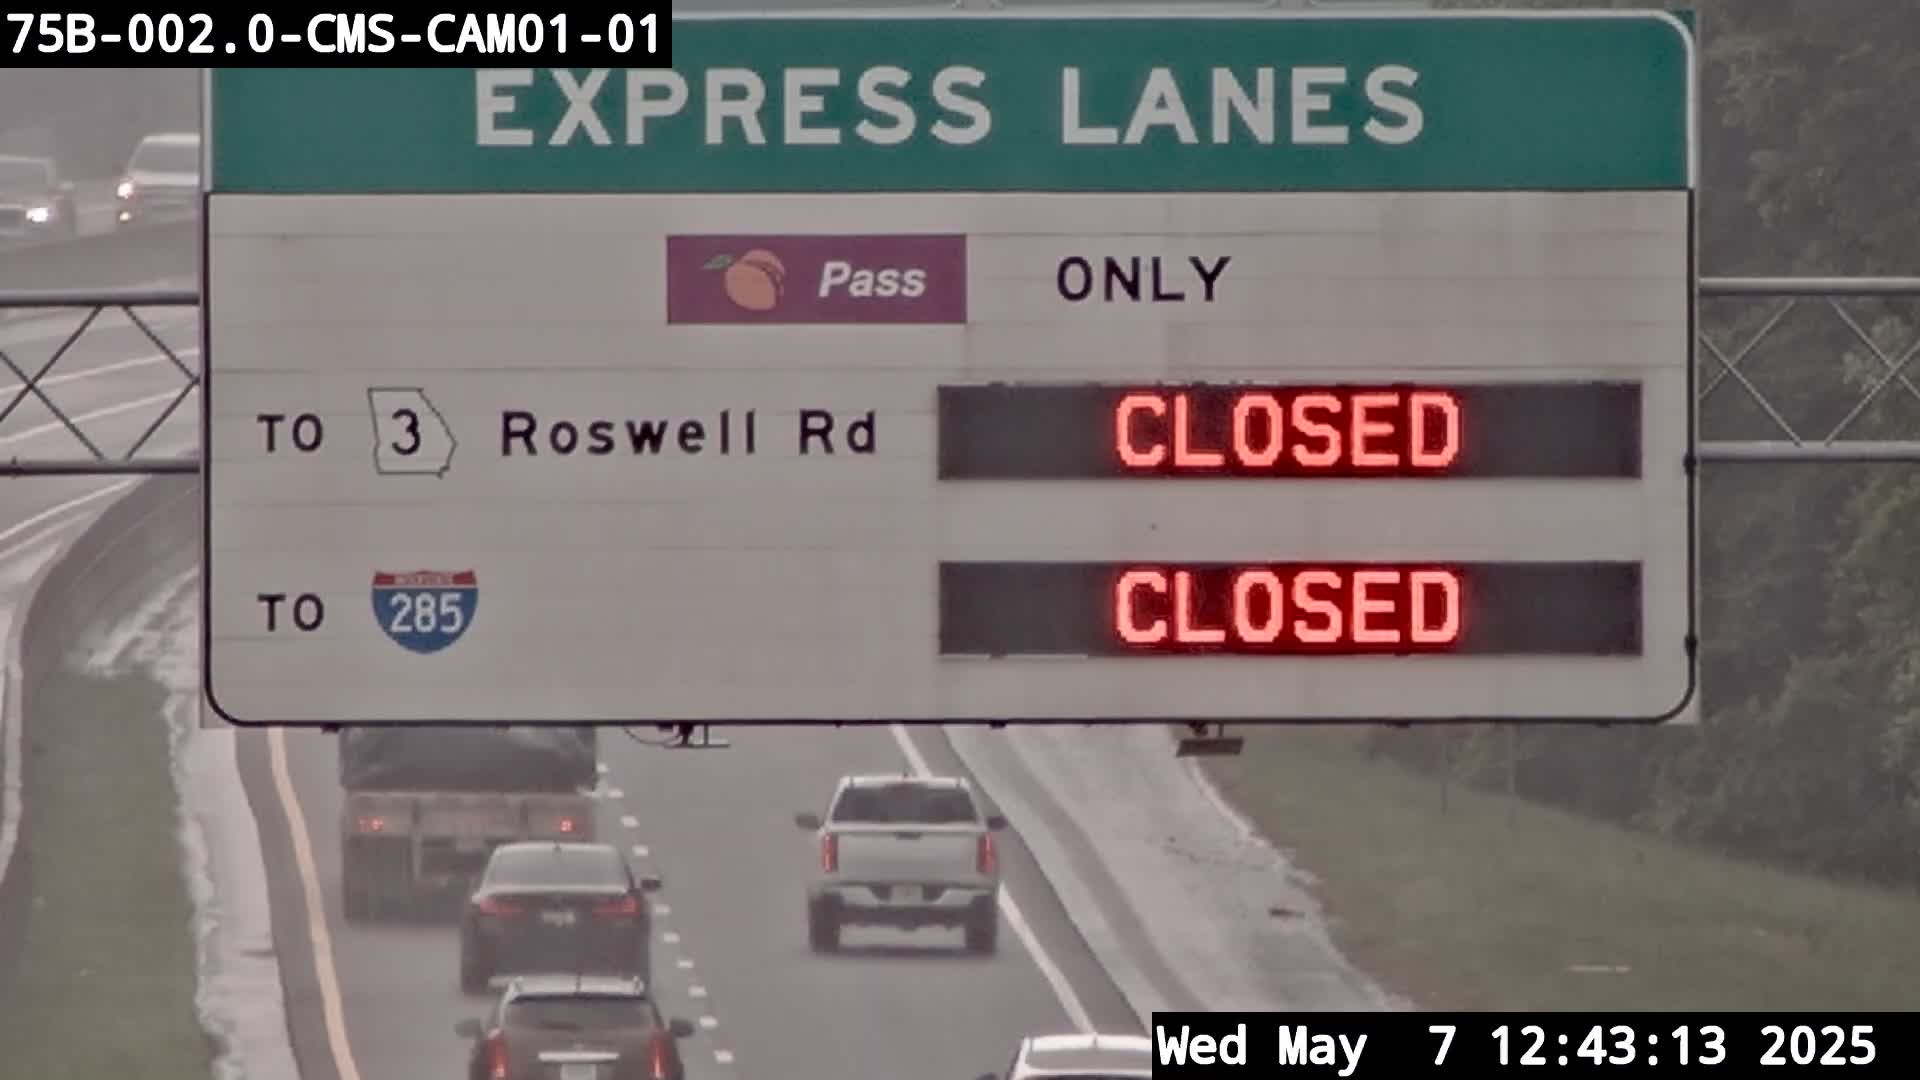 75B-002.0-CMS-CAM01-01
EXPRESS LANES
Pass ONLY
TO 3 Roswell Rd CLOSED
INTERSTATE
TO 285 CLOSED
Wed May 7 12:43:13 2025